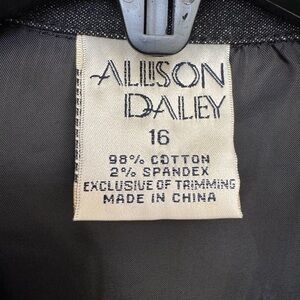 ALLISON
DALEY
16
98% COTTON
2% SPANDEX
EXCLUSIVE OF TRIMMING
MADE IN CHINA